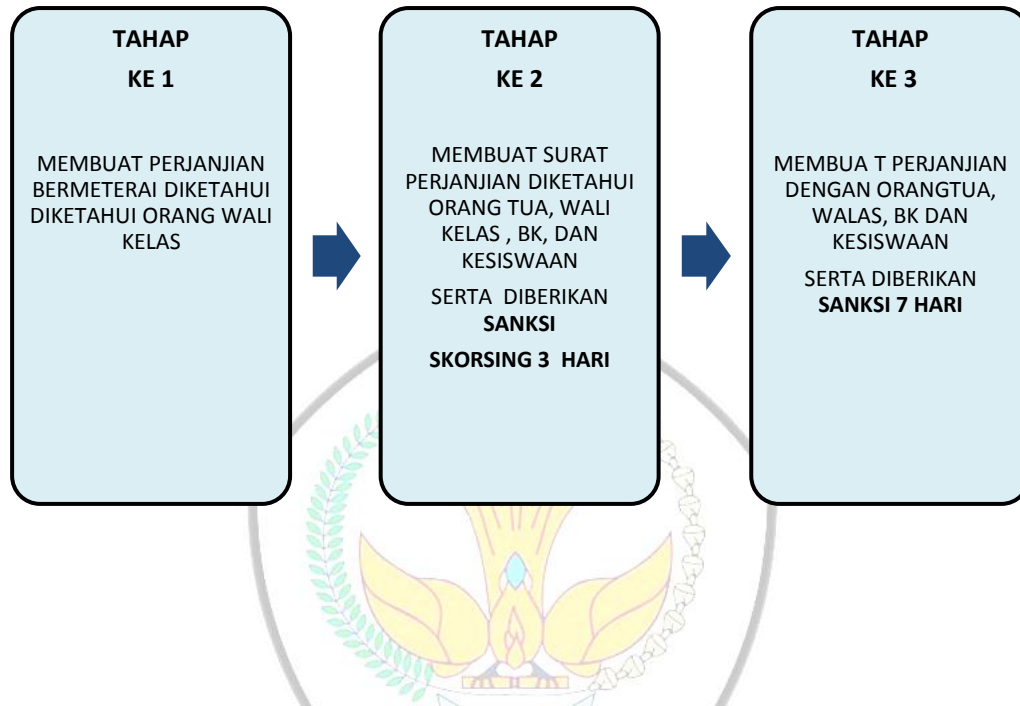 TAHAP
KE 1
MEMBUAT PERJANJIAN
BERMETERAI DIKETAHUI
DIKETAHUI ORANG WALI
KELAS
TAHAP
KE 2
MEMBUAT SURAT
PERJANJIAN DIKETAHUI
ORANG TUA, WALI
KELAS , BK, DAN
KESISWAAN
SERTA DIBERIKAN
SANKSI
SKORSING 3 HARI
TAHAP
KE 3
MEMBUA T PERJANJIAN
DENGAN ORANGTUA,
WALAS, BK DAN
KESISWAAN
SERTA DIBERIKAN
SANKSI 7 HARI